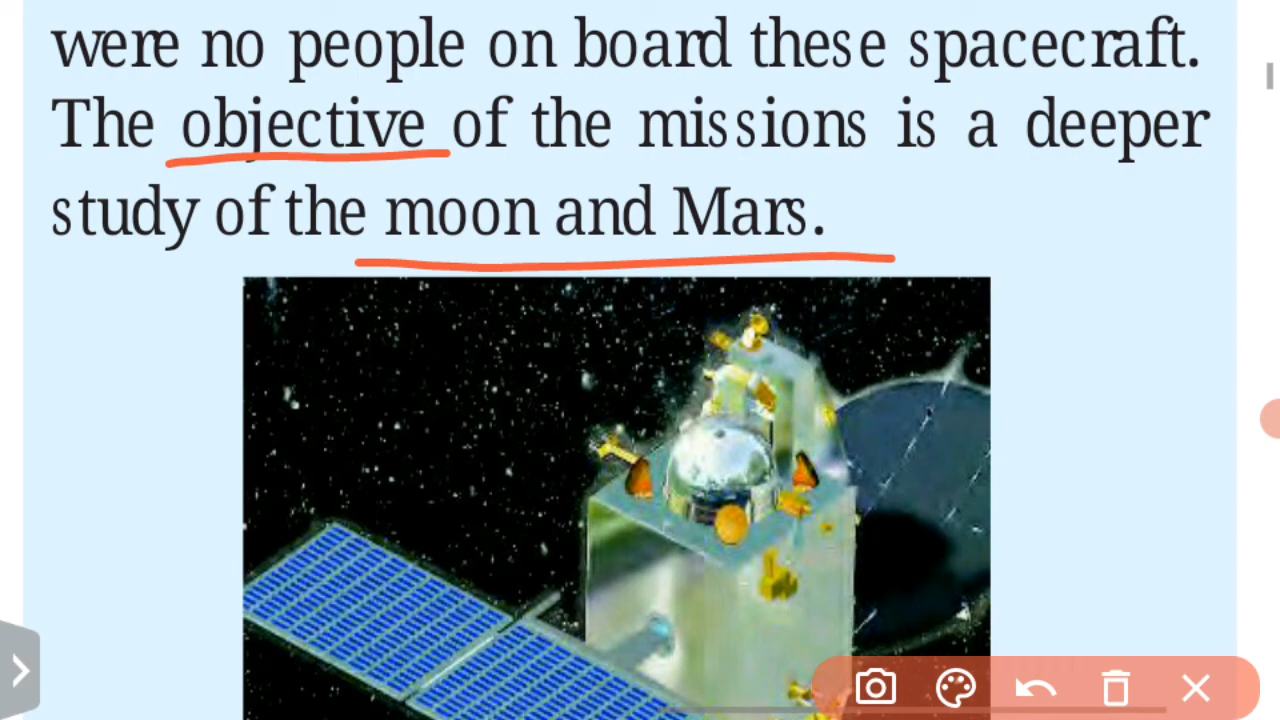 were no people on board these spacecraft.
The objective of the missions is a deeper
study of the moon and Mars.